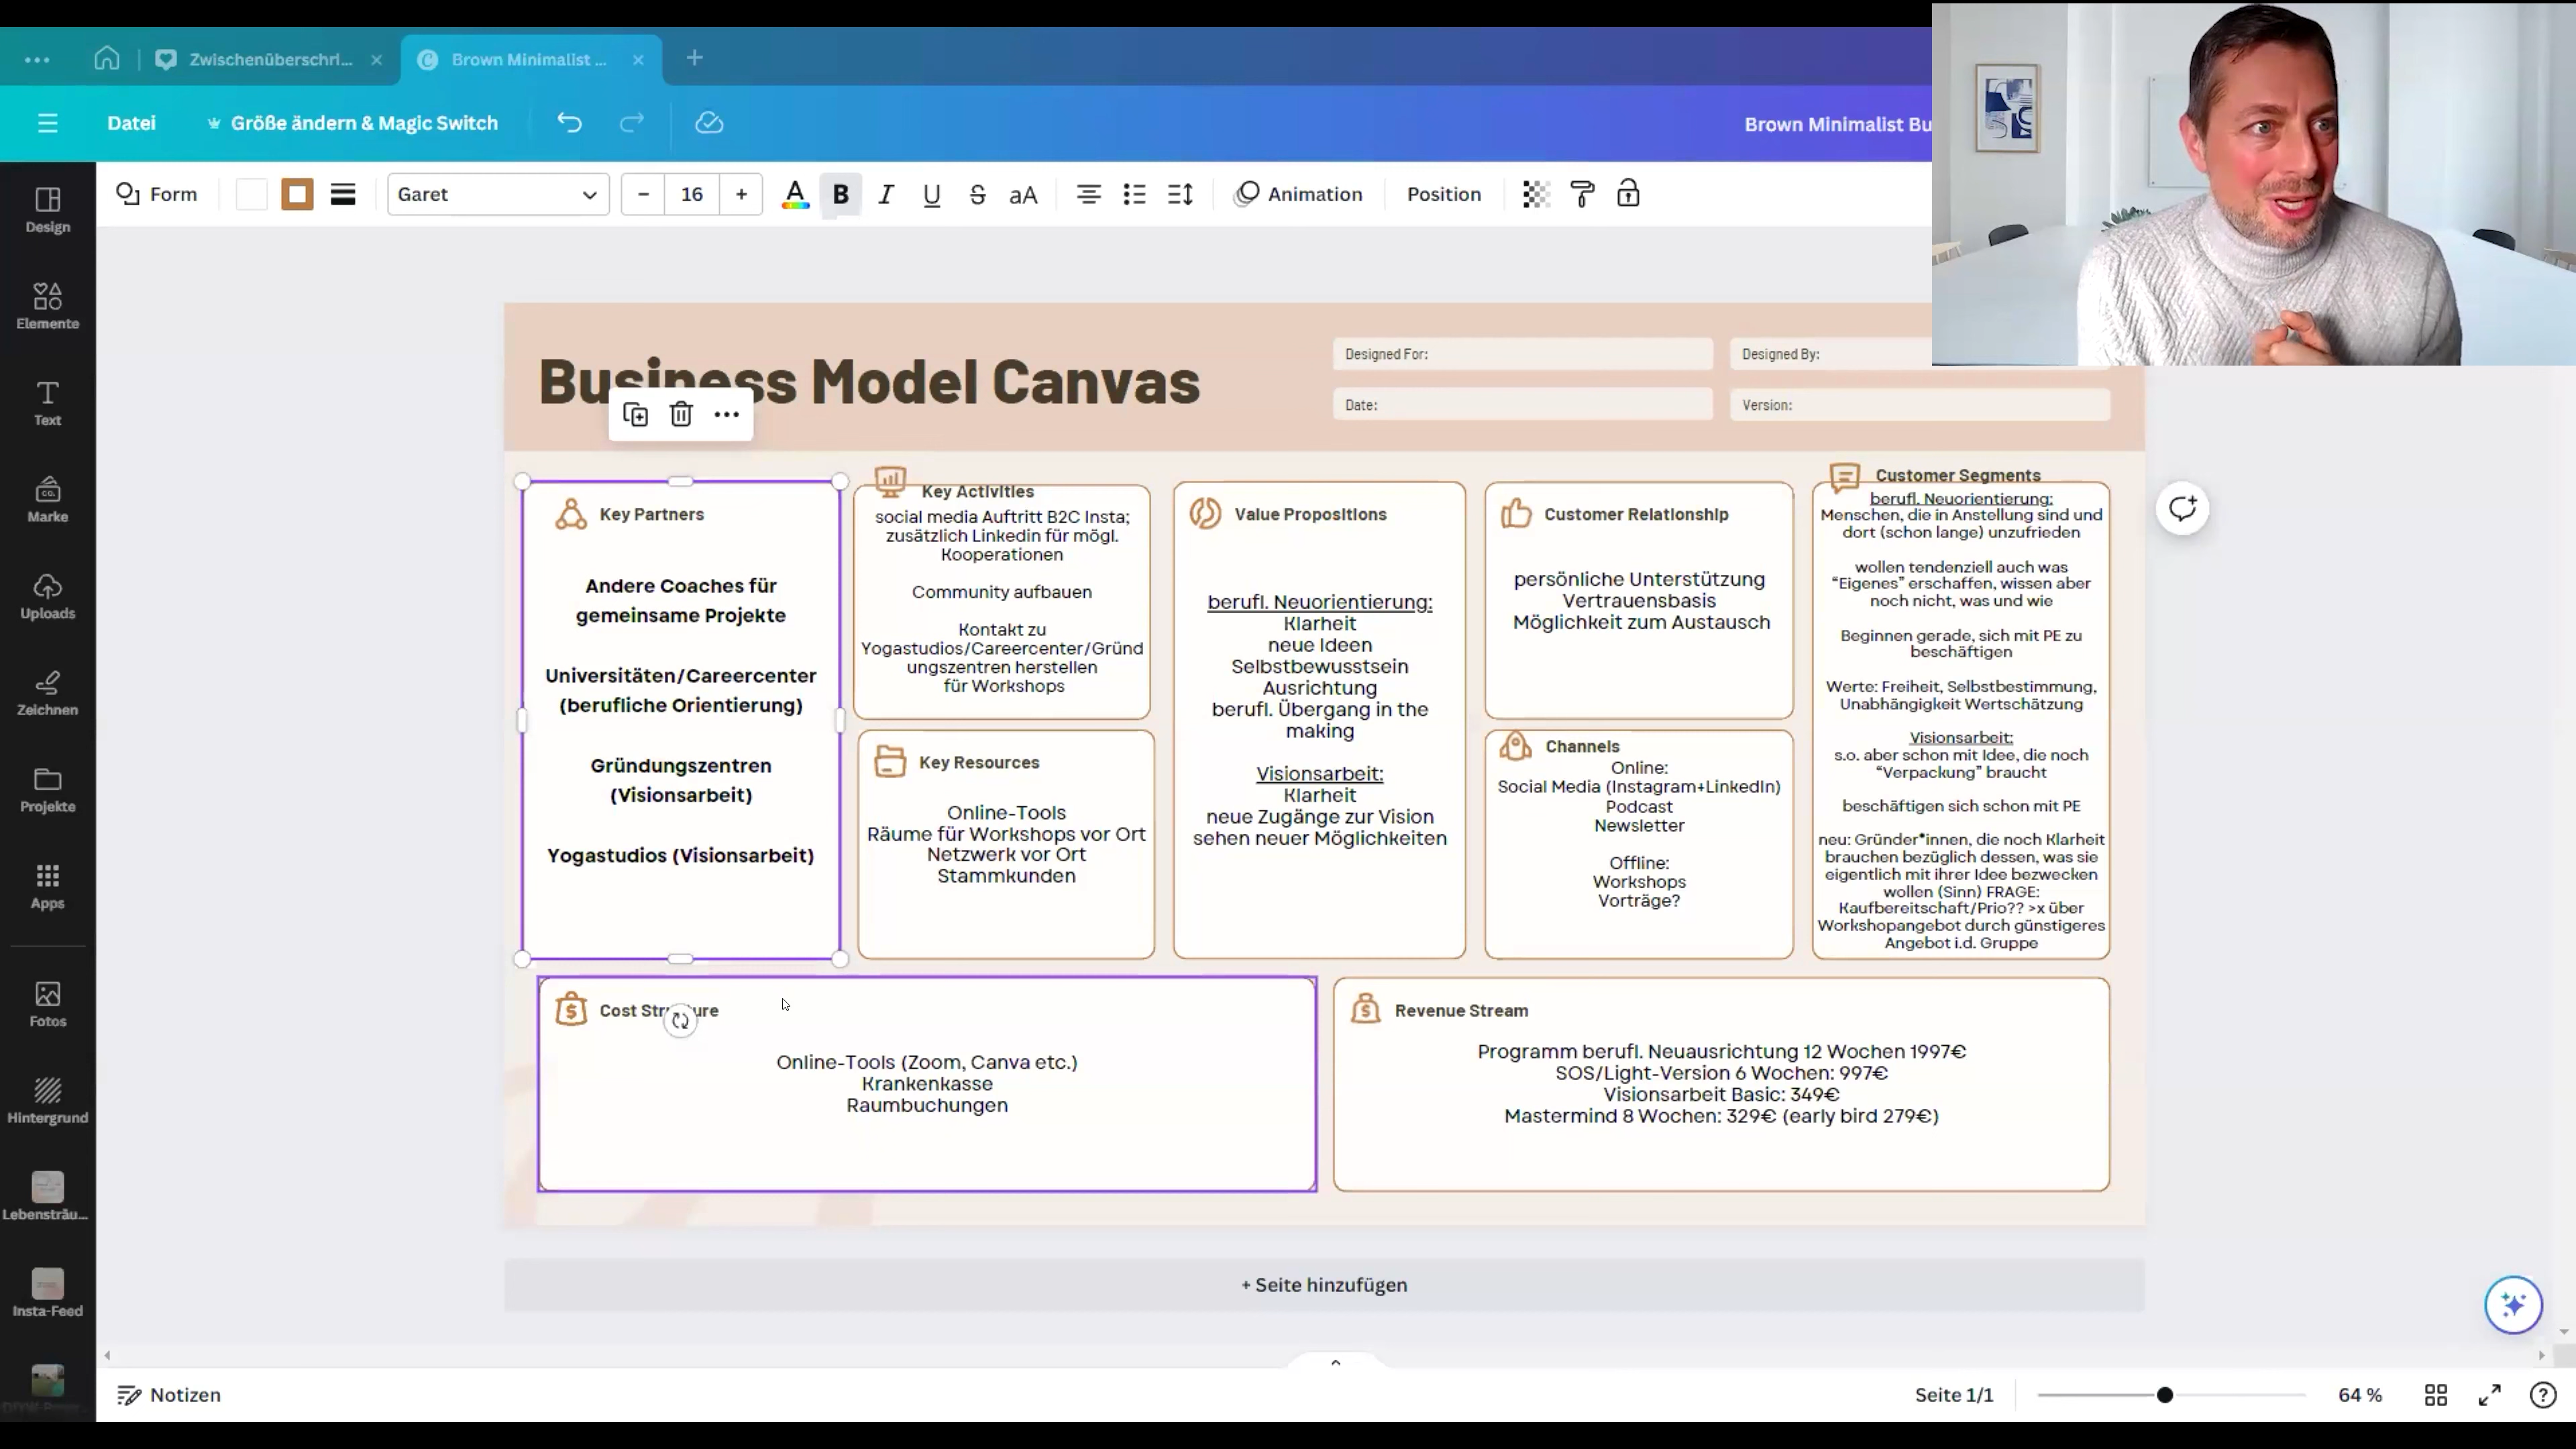 Zwischenüberschri...
Brown Minimalist ...
Datei
Größe ändern & Magic Switch
Brown Minimalist Bu
Form
Garet
16
Animation
Position
Design
Elemente
Text
Marke
Uploads
Zeichnen
Projekte
Apps
Fotos
Hintergrund
Lebensträu...
Insta-Feed
Business Model Canvas
Designed For:
Designed By:
Date:
Version:
Key Partners
Andere Coaches für
gemeinsame Projekte
Universitäten/Careercenter
(berufliche Orientierung)
Gründungszentren
(Visionsarbeit)
Yogastudios (Visionsarbeit)
Key Activities
social media Auftritt B2C Insta;
zusätzlich Linkedin für mögl.
Kooperationen
Community aufbauen
Kontakt zu
Yogastudios/Careercenter/Gründ
ungszentren herstellen
für Workshops
Key Resources
Online-Tools
Räume für Workshops vor Ort
Netzwerk vor Ort
Stammkunden
Value Propositions
berufl. Neuorientierung:
Klarheit
neue Ideen
Selbstbewusstsein
Ausrichtung
berufl. Übergang in the
making
Visionsarbeit:
Klarheit
neue Zugänge zur Vision
sehen neuer Möglichkeiten
Customer Relationship
persönliche Unterstützung
Vertrauensbasis
Möglichkeit zum Austausch
Channels
Online:
Social Media (Instagram+LinkedIn)
Podcast
Newsletter
Offline:
Workshops
Vorträge?
Customer Segments
berufl. Neuorientierung:
Menschen, die in Anstellung sind und
dort (schon lange) unzufrieden
wollen tendenziell auch was
“Eigenes” erschaffen, wissen aber
noch nicht, was und wie
Beginnen gerade, sich mit PE zu
beschäftigen
Werte: Freiheit, Selbstbestimmung,
Unabhängigkeit Wertschätzung
Visionsarbeit:
s.o. aber schon mit Idee, die noch
“Verpackung” braucht
beschäftigen sich schon mit PE
neu: Gründer*innen, die noch Klarheit
brauchen bezüglich dessen, was sie
eigentlich mit ihrer Idee bezwecken
wollen (Sinn) FRAGE:
Kaufbereitschaft/Prio?? >x über
Workshopangebot durch günstigeres
Angebot i.d. Gruppe
Cost Structure
Online-Tools (Zoom, Canva etc.)
Krankenkasse
Raumbuchungen
Revenue Stream
Programm berufl. Neuausrichtung 12 Wochen 1997€
SOS/Light-Version 6 Wochen: 997€
Visionsarbeit Basic: 349€
Mastermind 8 Wochen: 329€ (early bird 279€)
+ Seite hinzufügen
Notizen
Seite 1/1
64 %